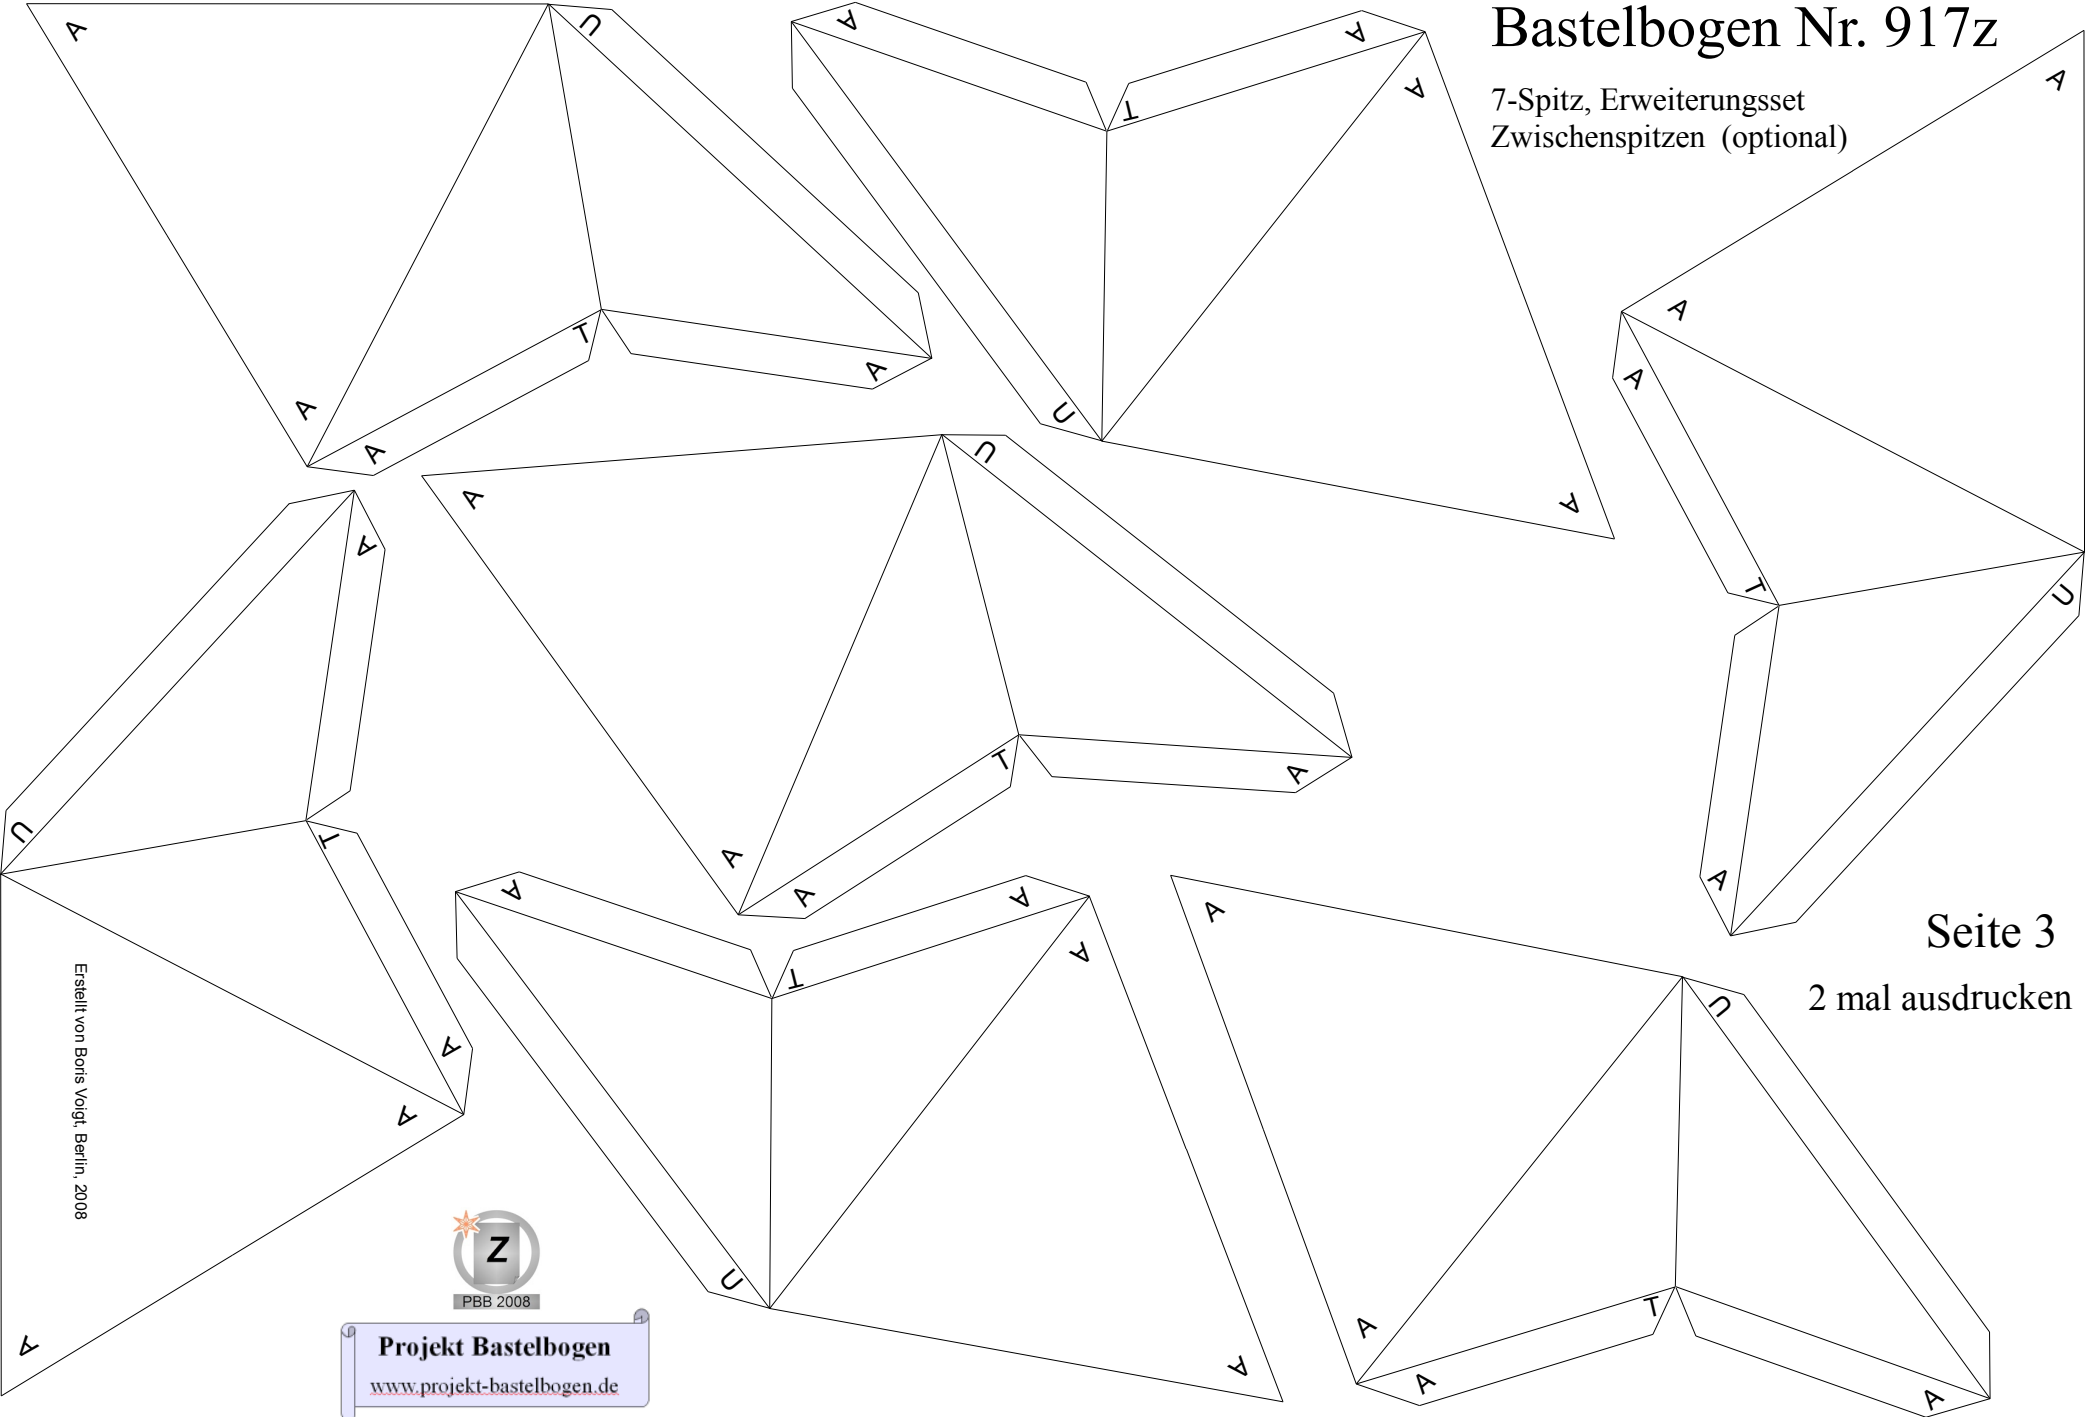 Bastelbogen Nr. 917z
7-Spitz, Erweiterungsset
Zwischenspitzen (optional)
A
U
A
A
T
A
A
A
T
A
U
A
A
A
A
T
U
A
A
U
A
A
T
A
A
U
T
A
A
A
A
A
T
A
U
A
A
U
A
A
T
A
Seite 3
2 mal ausdrucken
Erstellt von Boris Voigt, Berlin, 2008
Z
PBB 2008
Projekt Bastelbogen
www.projekt-bastelbogen.de